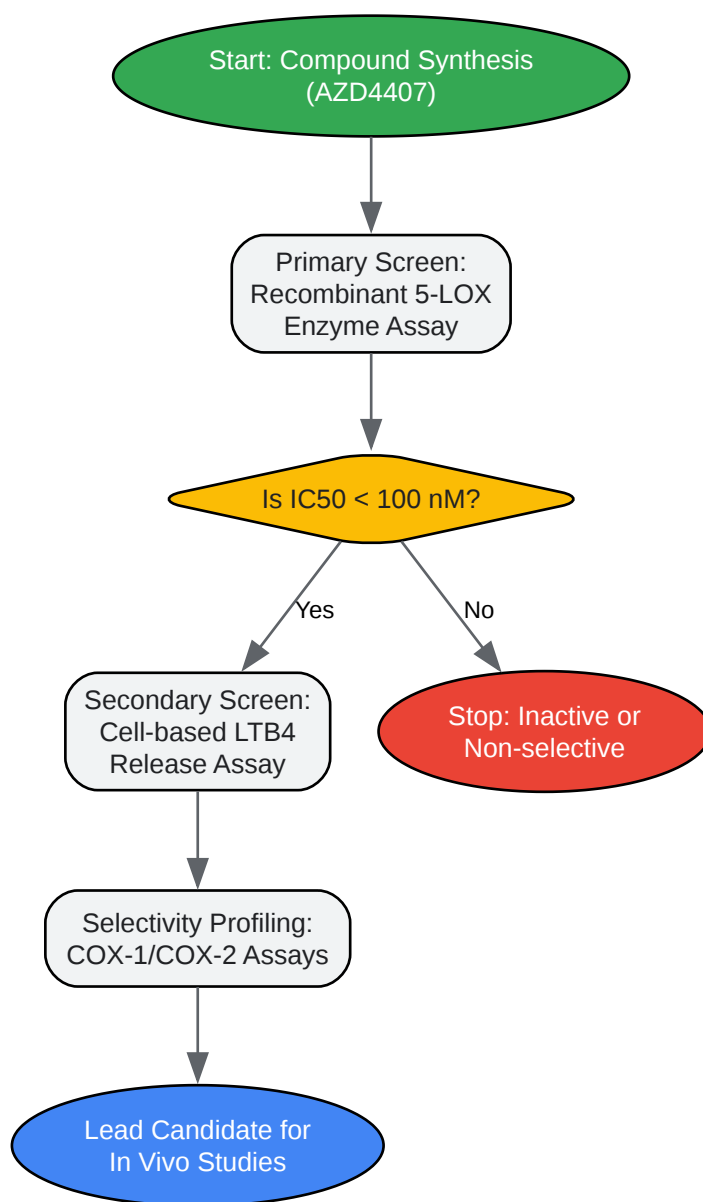 Start: Compound Synthesis
(AZD4407)
Primary Screen:
Recombinant 5-LOX
Enzyme Assay
Is IC50 < 100 nM?
Yes
No
Secondary Screen:
Cell-based LTB4
Release Assay
Stop: Inactive or
Non-selective
Selectivity Profiling:
COX-1/COX-2 Assays
Lead Candidate for
In Vivo Studies